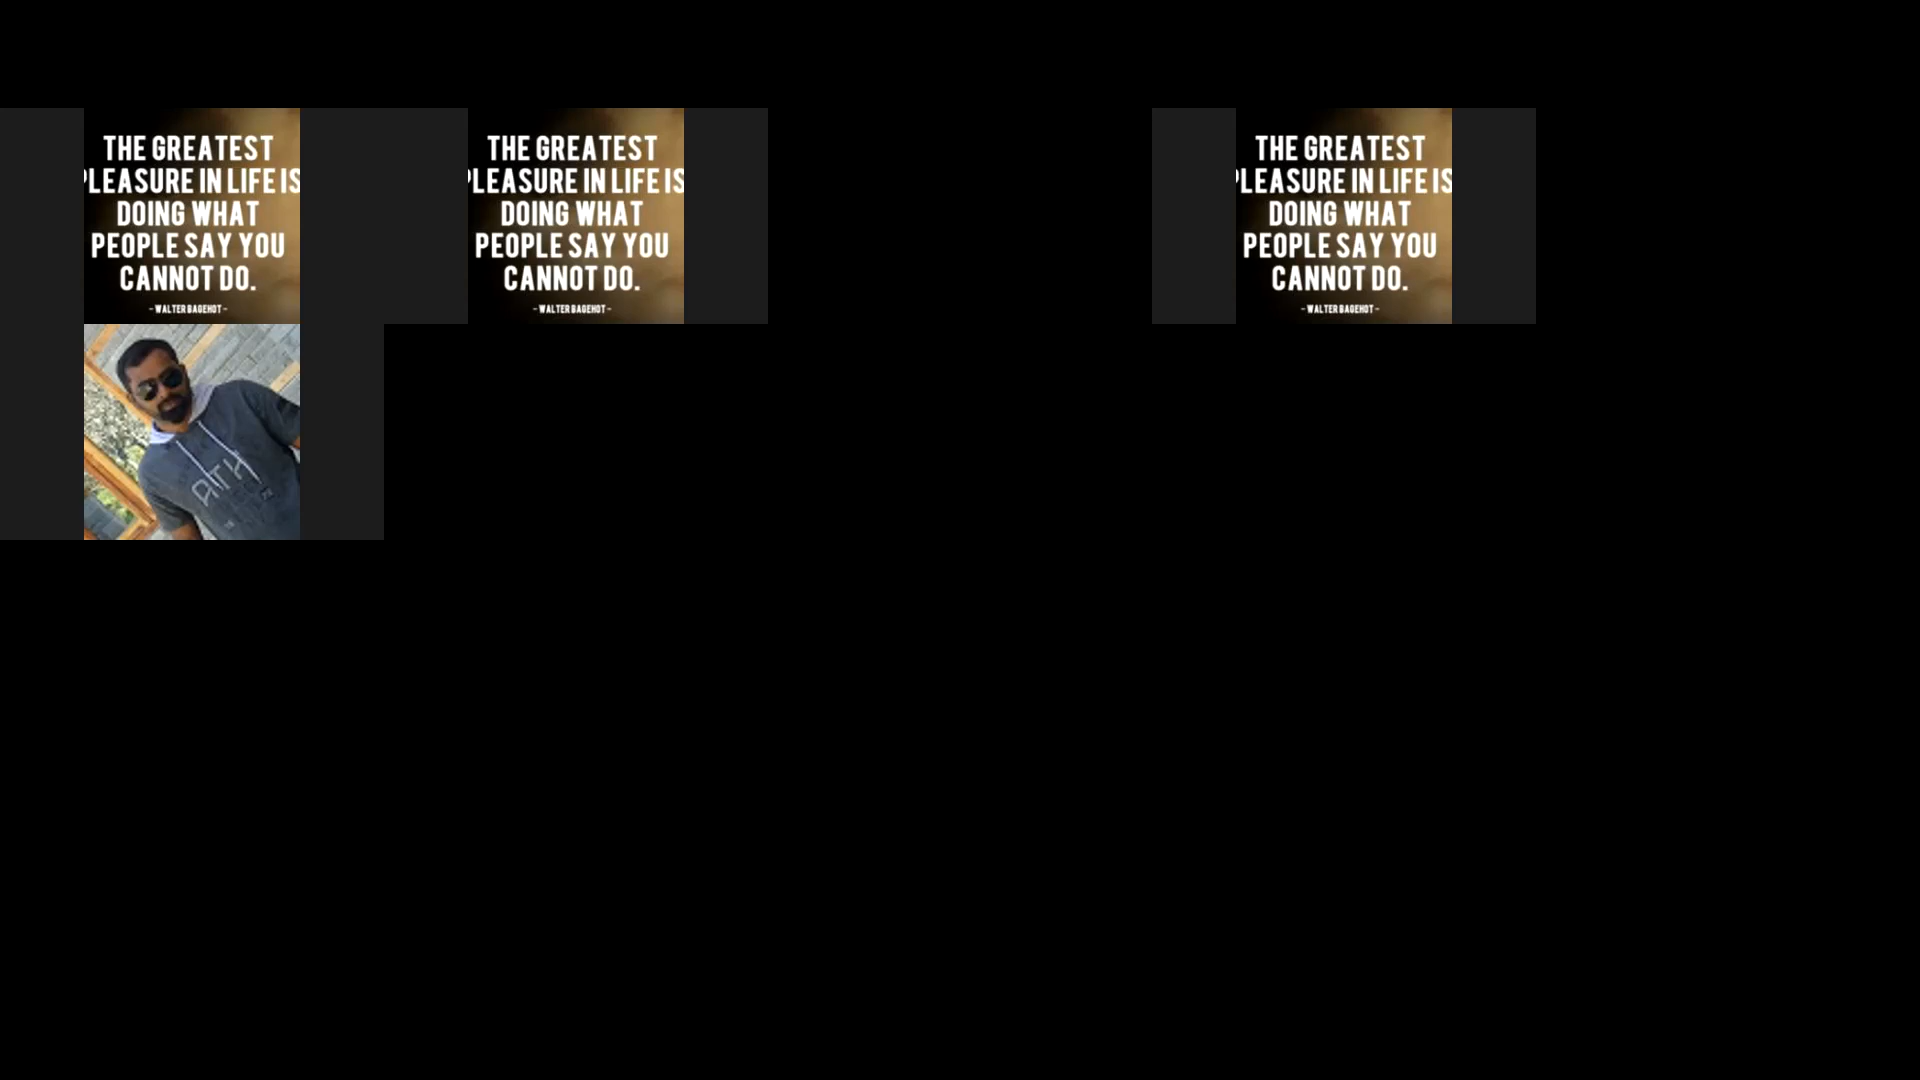 THE GREATEST
PLEASURE IN LIFE IS
DOING WHAT
PEOPLE SAY YOU
CANNOT DO.
- WALTER BAGEHOT -
THE GREATEST
PLEASURE IN LIFE IS
DOING WHAT
PEOPLE SAY YOU
CANNOT DO.
- WALTER BAGEHOT -
THE GREATEST
PLEASURE IN LIFE IS
DOING WHAT
PEOPLE SAY YOU
CANNOT DO.
- WALTER BAGEHOT -